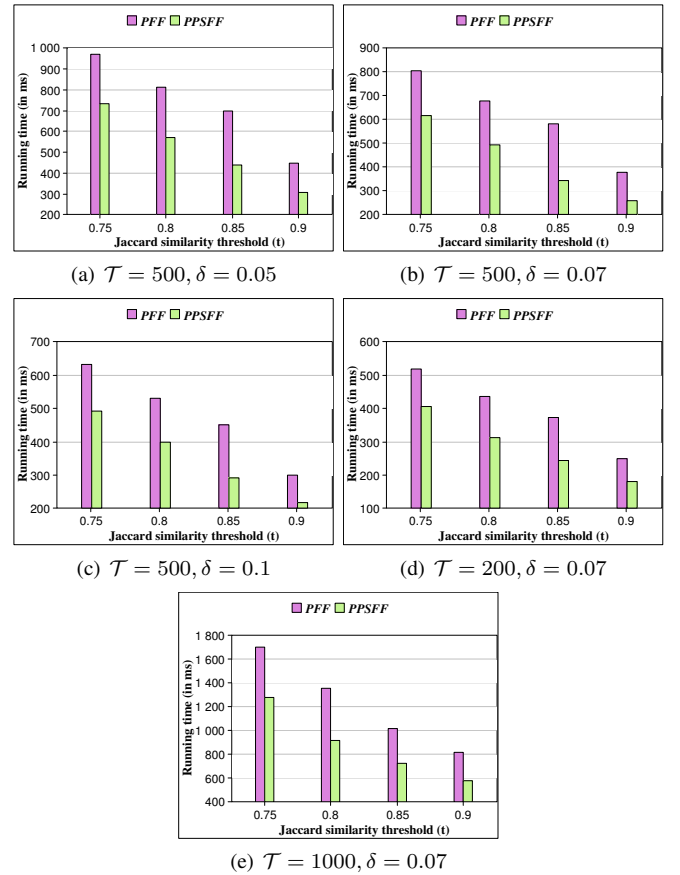 PFF PPSFF
Running time (in ms)
1 000
900
800
700
600
500
400
300
200
0.75 0.8 0.85 0.9
Jaccard similarity threshold (t)
(a) 𝒯 = 500, δ = 0.05
PFF PPSFF
Running time (in ms)
900
800
700
600
500
400
300
200
0.75 0.8 0.85 0.9
Jaccard similarity threshold (t)
(b) 𝒯 = 500, δ = 0.07
PFF PPSFF
Running time (in ms)
700
600
500
400
300
200
0.75 0.8 0.85 0.9
Jaccard similarity threshold (t)
(c) 𝒯 = 500, δ = 0.1
PFF PPSFF
Running time (in ms)
600
500
400
300
200
100
0.75 0.8 0.85 0.9
Jaccard similarity threshold (t)
(d) 𝒯 = 200, δ = 0.07
PFF PPSFF
Running time (in ms)
1 800
1 600
1 400
1 200
1 000
800
600
400
0.75 0.8 0.85 0.9
Jaccard similarity threshold (t)
(e) 𝒯 = 1000, δ = 0.07